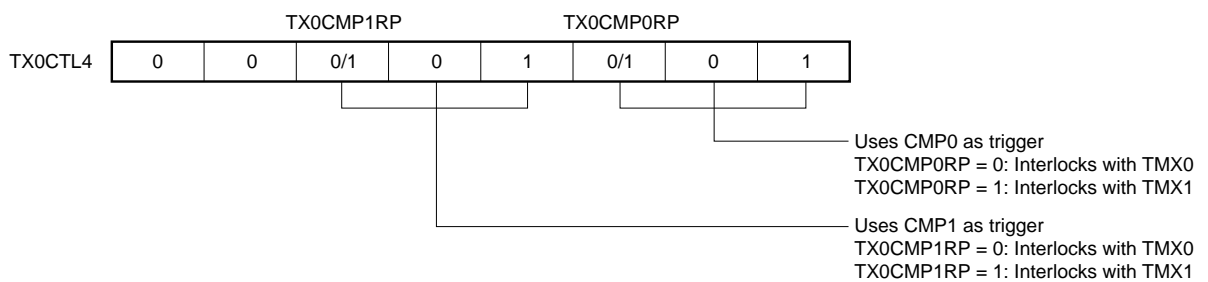 TX0CMP1RP TX0CMP0RP
TX0CTL4 0 0 0/1 0 1 0/1 0 1
Uses CMP0 as trigger
TX0CMP0RP = 0: Interlocks with TMX0
TX0CMP0RP = 1: Interlocks with TMX1
Uses CMP1 as trigger
TX0CMP1RP = 0: Interlocks with TMX0
TX0CMP1RP = 1: Interlocks with TMX1